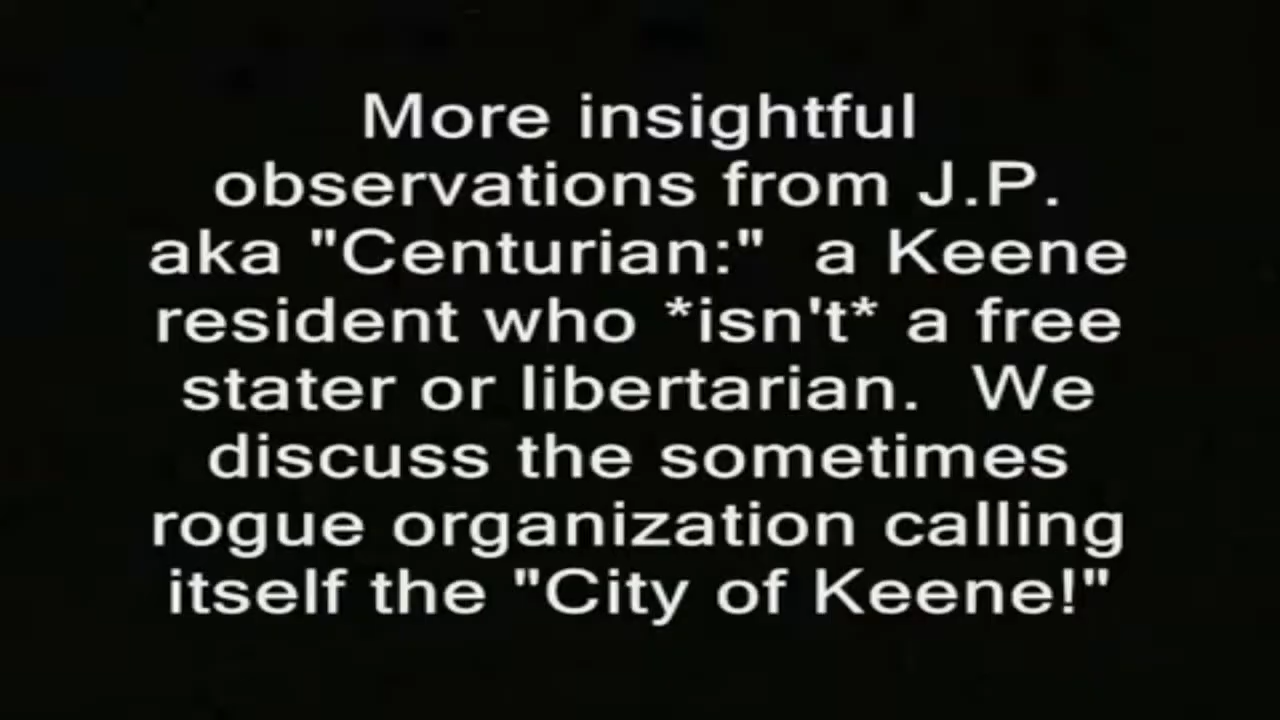 More insightful
observations from J.P.
aka "Centurian:"  a Keene
resident who *isn't* a free
stater or libertarian.  We
discuss the sometimes
rogue organization calling
itself the "City of Keene!"